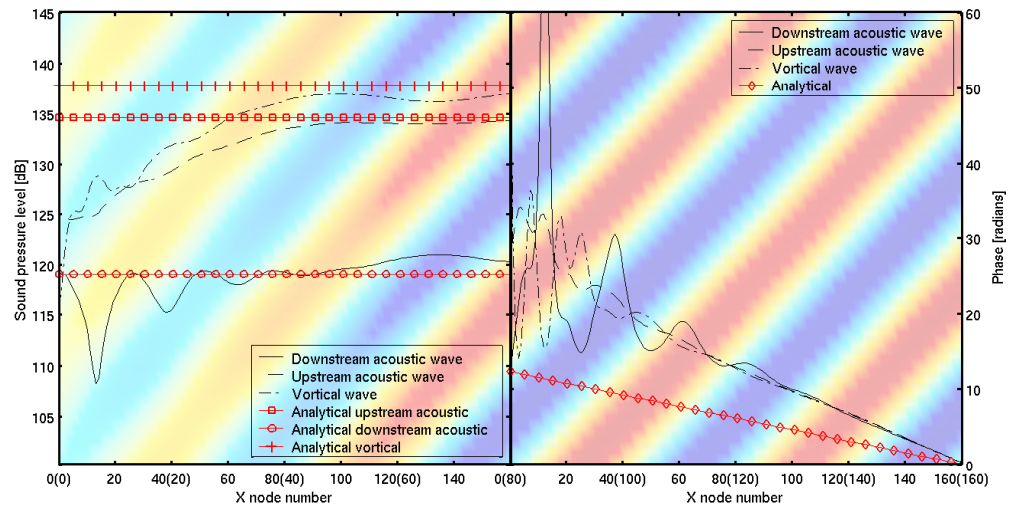 145
140
135
130
125
120
115
110
105
Sound pressure level [dB]
Downstream acoustic wave
Upstream acoustic wave
Vortical wave
Analytical upstream acoustic
Analytical downstream acoustic
Analytical vortical
0(0) 20 40(20) 60 80(40) 100 120(60) 140 0(80) 20 40(100) 60 80(120) 100 120(140) 140 160(160)
X node number
X node number
Downstream acoustic wave
Upstream acoustic wave
Vortical wave
Analytical
60
50
40
30
20
10
0
Phase [radians]